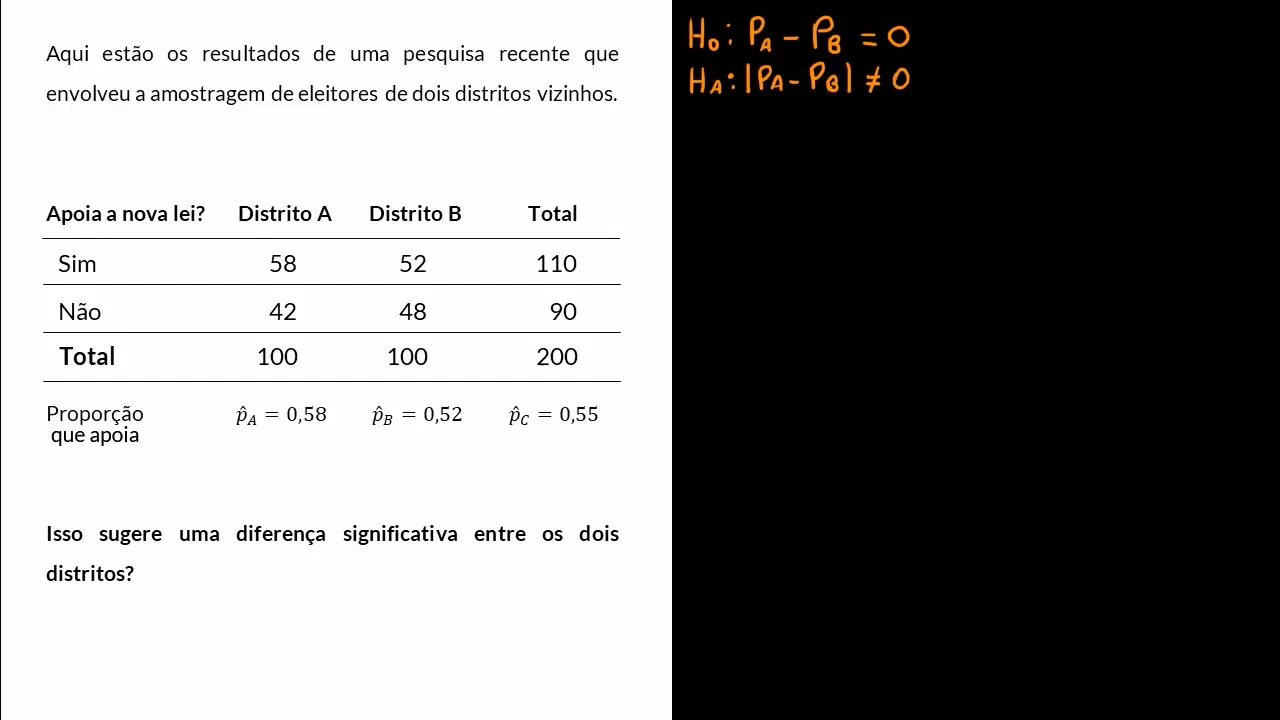 Aqui estão os resultados de uma pesquisa recente que
envolveu a amostragem de eleitores de dois distritos vizinhos.
Apoia a nova lei? Distrito A Distrito B Total
Sim 58 52 110
Não 42 48 90
Total 100 100 200
Proporção p̂A = 0,58 p̂B = 0,52 p̂C = 0,55
que apoia
Isso sugere uma diferença significativa entre os dois
distritos?
H₀: PA - PB = 0
HA: |PA - PB| ≠ 0